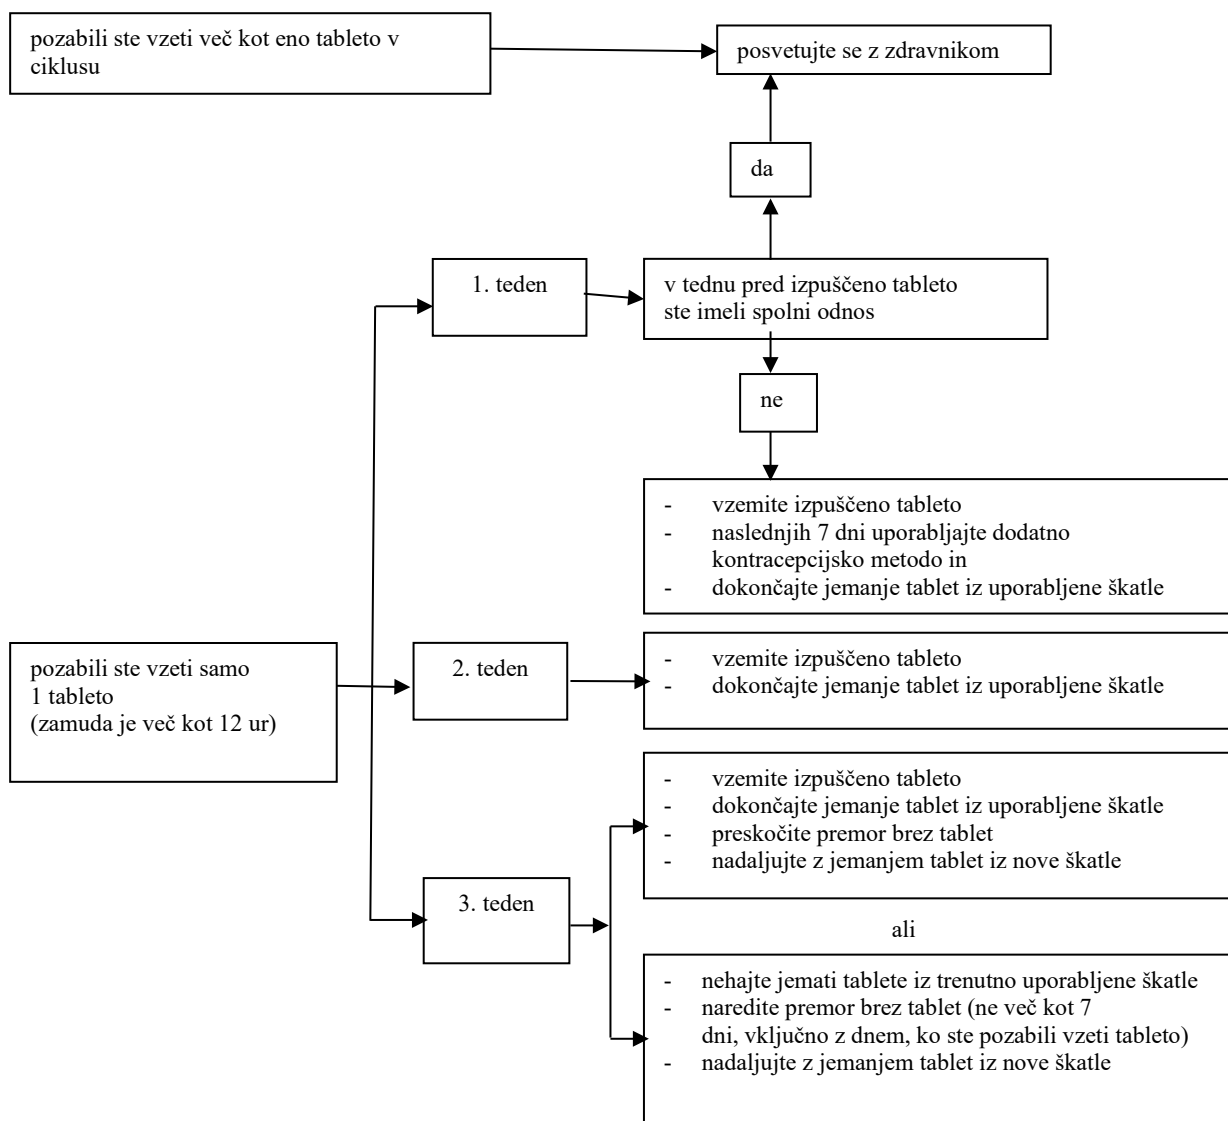 pozabili ste vzeti več kot eno tableto v
ciklusu
posvetujte se z zdravnikom
da
1. teden
v tednu pred izpuščeno tableto
ste imeli spolni odnos
ne
- vzemite izpuščeno tableto
- naslednjih 7 dni uporabljajte dodatno
kontracepcijsko metodo in
- dokončajte jemanje tablet iz uporabljene škatle
pozabili ste vzeti samo
1 tableto
(zamuda je več kot 12 ur)
2. teden
- vzemite izpuščeno tableto
- dokončajte jemanje tablet iz uporabljene škatle
3. teden
- vzemite izpuščeno tableto
- dokončajte jemanje tablet iz uporabljene škatle
- preskočite premor brez tablet
- nadaljujte z jemanjem tablet iz nove škatle
ali
- nehajte jemati tablete iz trenutno uporabljene škatle
- naredite premor brez tablet (ne več kot 7
dni, vključno z dnem, ko ste pozabili vzeti tableto)
- nadaljujte z jemanjem tablet iz nove škatle